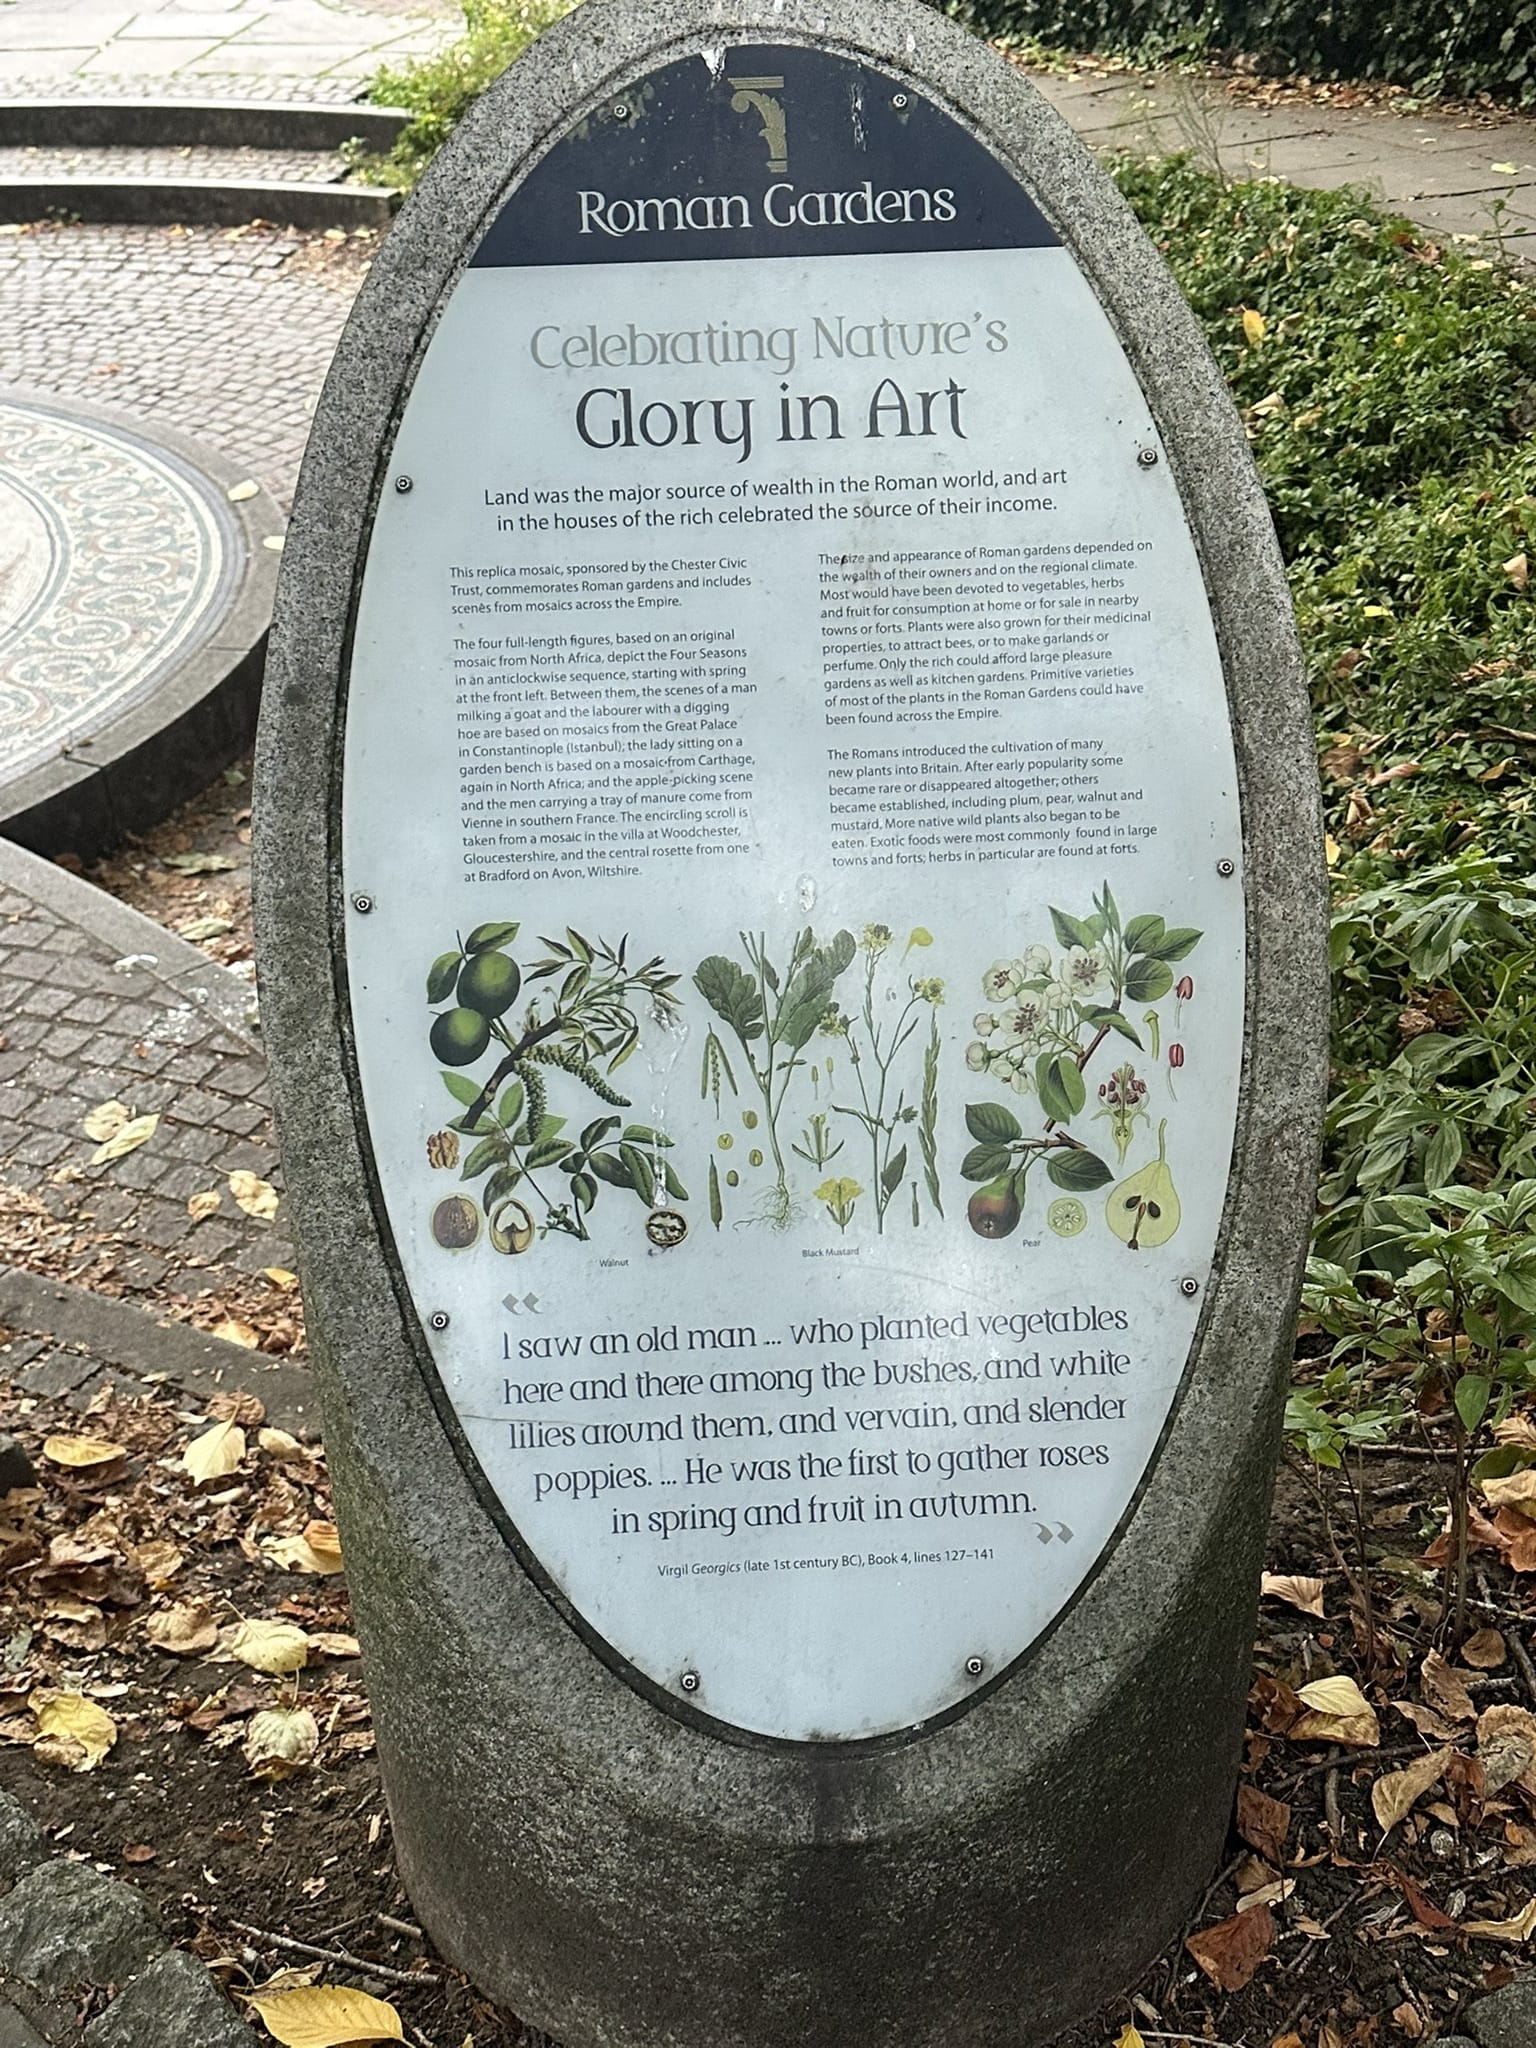 Roman Gardens
Celebrating Nature's
Glory in Art
Land was the major source of wealth in the Roman world, and art
in the houses of the rich celebrated the source of their income.
This replica mosaic, sponsored by the Chester Civic
Trust, commemorates Roman gardens and includes
scenes from mosaics across the Empire.
The four full-length figures, based on an original
mosaic from North Africa, depict the Four Seasons
in an anticlockwise sequence, starting with spring
at the front left. Between them, the scenes of a man
milking a goat and the labourer with a digging
hoe are based on mosaics from the Great Palace
in Constantinople (Istanbul); the lady sitting on a
garden bench is based on a mosaic from Carthage,
again in North Africa; and the apple-picking scene
and the men carrying a tray of manure come from
Vienne in southern France. The encircling scroll is
taken from a mosaic in the villa at Woodchester,
Gloucestershire, and the central rosette from one
at Bradford on Avon, Wiltshire.
The size and appearance of Roman gardens depended on
the wealth of their owners and on the regional climate.
Most would have been devoted to vegetables, herbs
and fruit for consumption at home or for sale in nearby
towns or forts. Plants were also grown for their medicinal
properties, to attract bees, or to make garlands or
perfume. Only the rich could afford large pleasure
gardens as well as kitchen gardens. Primitive varieties
of most of the plants in the Roman Gardens could have
been found across the Empire.
The Romans introduced the cultivation of many
new plants into Britain. After early popularity some
became rare or disappeared altogether; others
became established, including plum, pear, walnut and
mustard. More native wild plants also began to be
eaten. Exotic foods were most commonly found in large
towns and forts; herbs in particular are found at forts.
Walnut
Black Mustard
Pear
“I saw an old man ... who planted vegetables
here and there among the bushes, and white
lilies around them, and vervain, and slender
poppies. ... He was the first to gather roses
in spring and fruit in autumn.”
Virgil Georgics (late 1st century BC), Book 4, lines 127–141